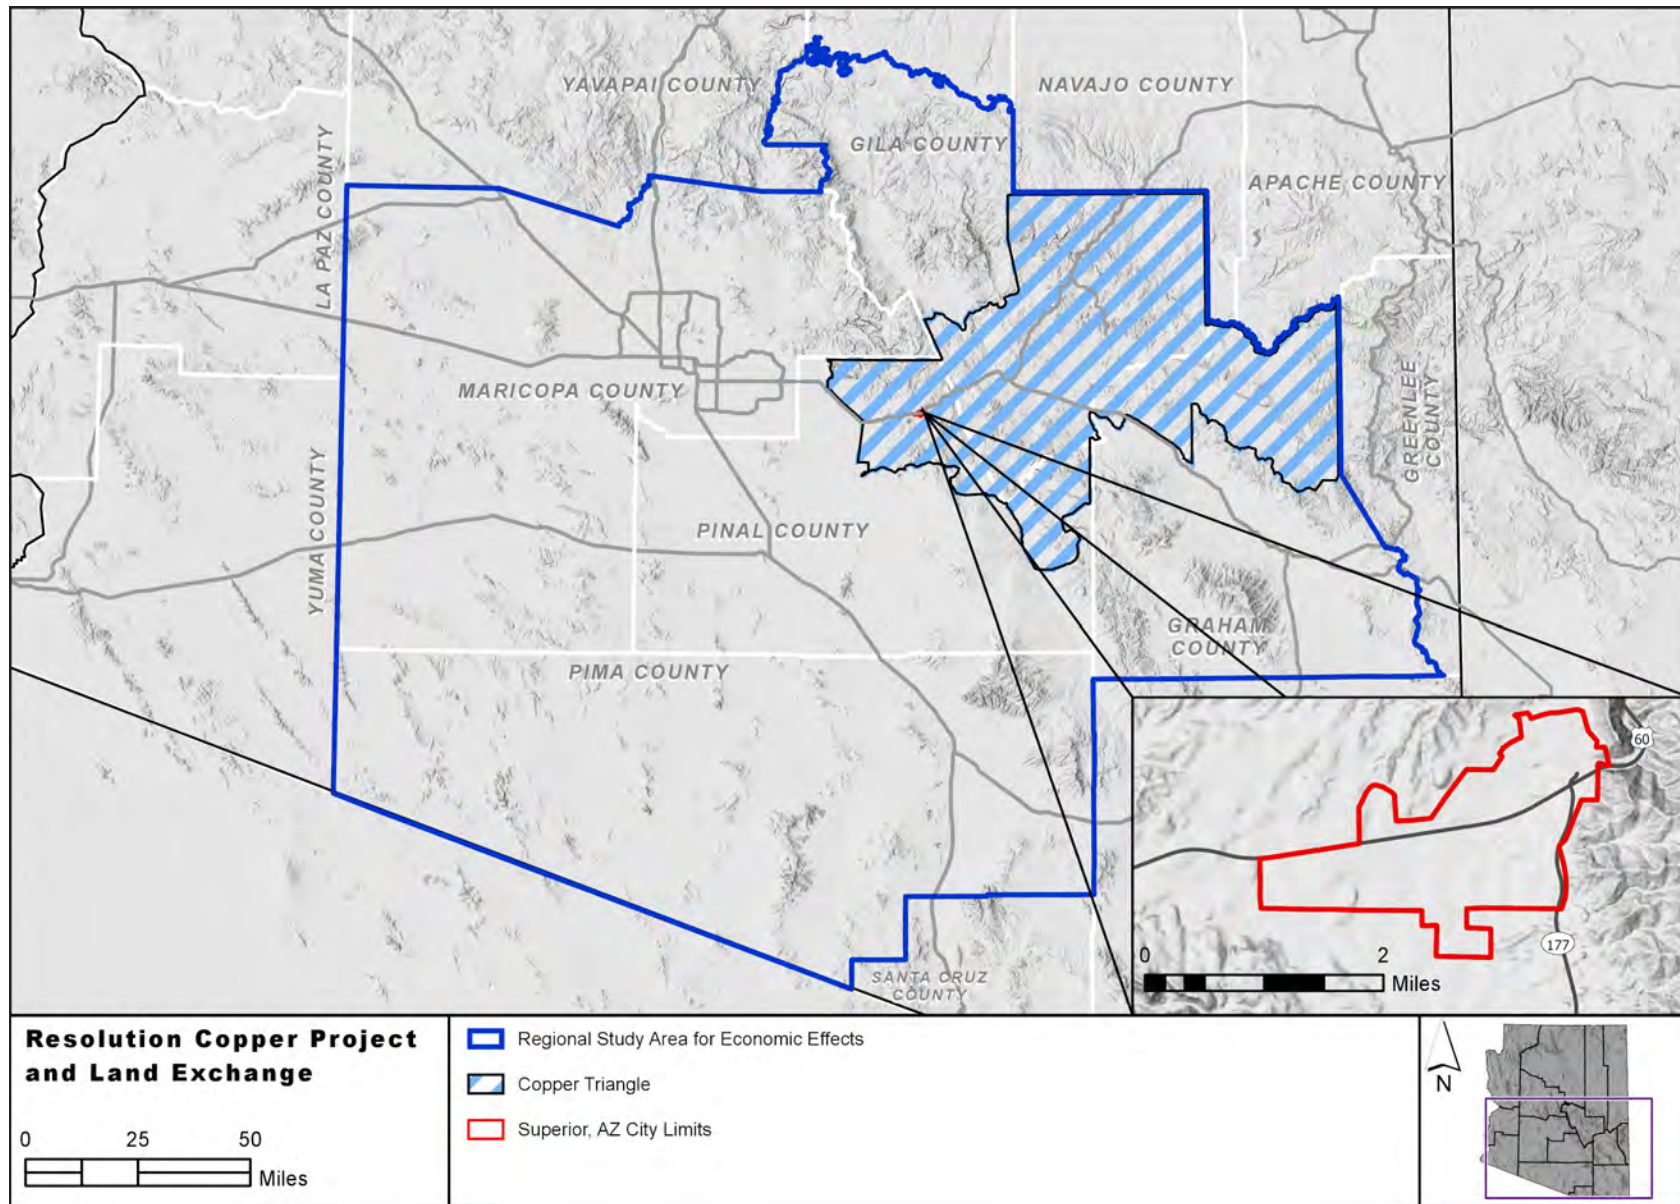 YAVAPAI COUNTY
NAVAJO COUNTY
GILA COUNTY
APACHE COUNTY
LA PAZ COUNTY
MARICOPA COUNTY
GREENLEE
COUNTY
YUMA COUNTY
PINAL COUNTY
GRAHAM
COUNTY
PIMA COUNTY
SANTA CRUZ
COUNTY
60
177
0 2
Miles
Resolution Copper Project
and Land Exchange
0 25 50
Miles
Regional Study Area for Economic Effects
Copper Triangle
Superior, AZ City Limits
N